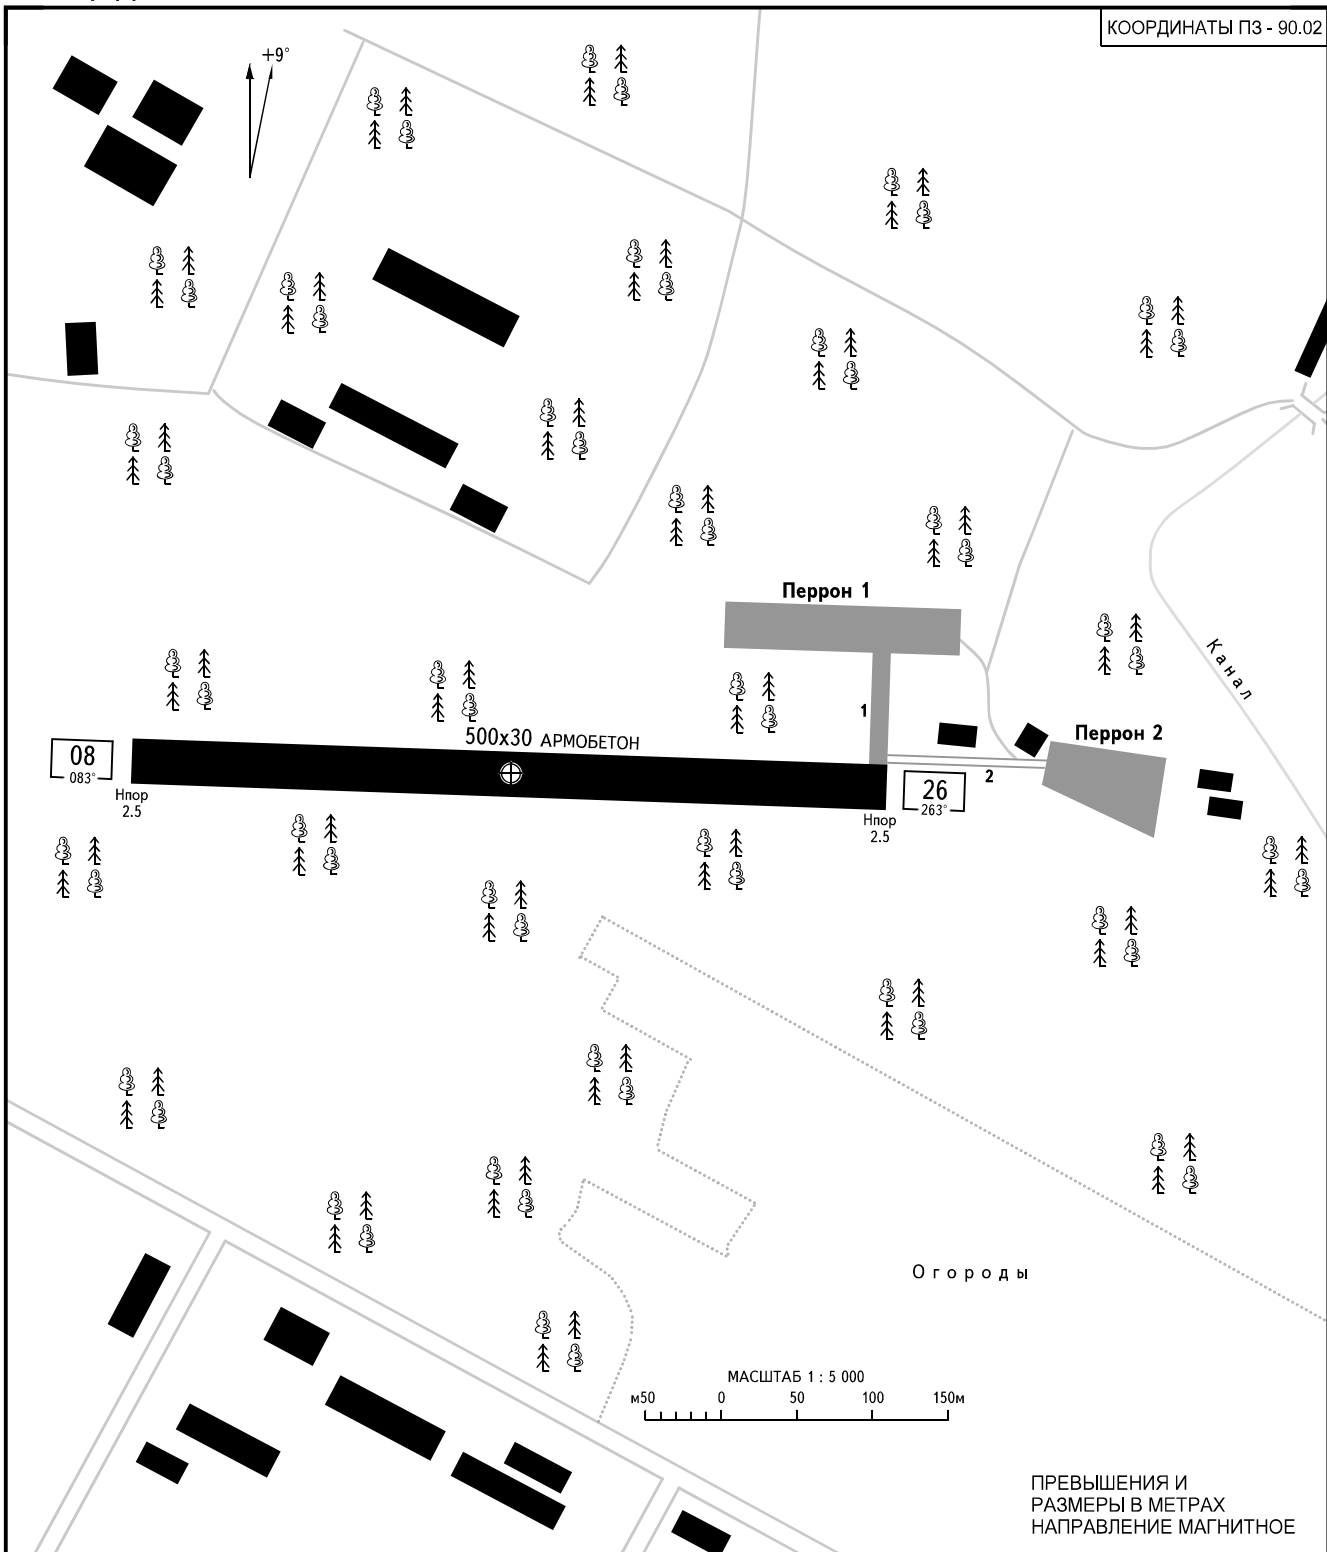 КООРДИНАТЫ ПЗ - 90.02
+9°
Перрон 1
Канал
1
500х30 АРМОБЕТОН
Перрон 2
08
083°
2
26
263°
Нпор
2.5
Нпор
2.5
Огороды
МАСШТАБ 1 : 5 000
м50 0 50 100 150м
ПРЕВЫШЕНИЯ И
РАЗМЕРЫ В МЕТРАХ
НАПРАВЛЕНИЕ МАГНИТНОЕ